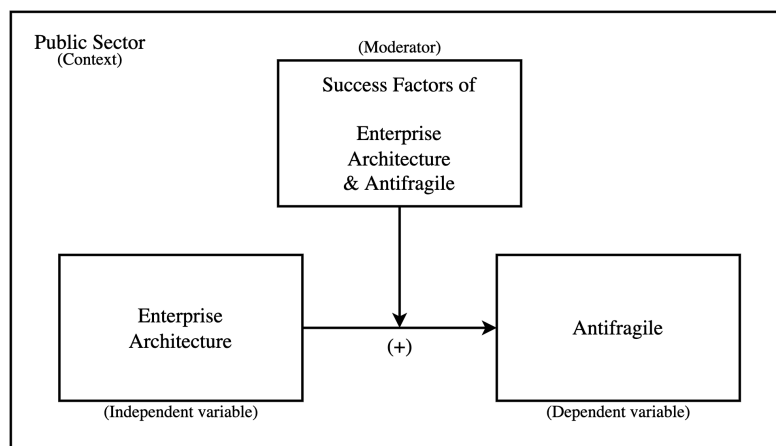 Public Sector
(Context)
(Moderator)
Success Factors of
Enterprise
Architecture
& Antifragile
Enterprise
Architecture
(+)
Antifragile
(Independent variable)
(Dependent variable)